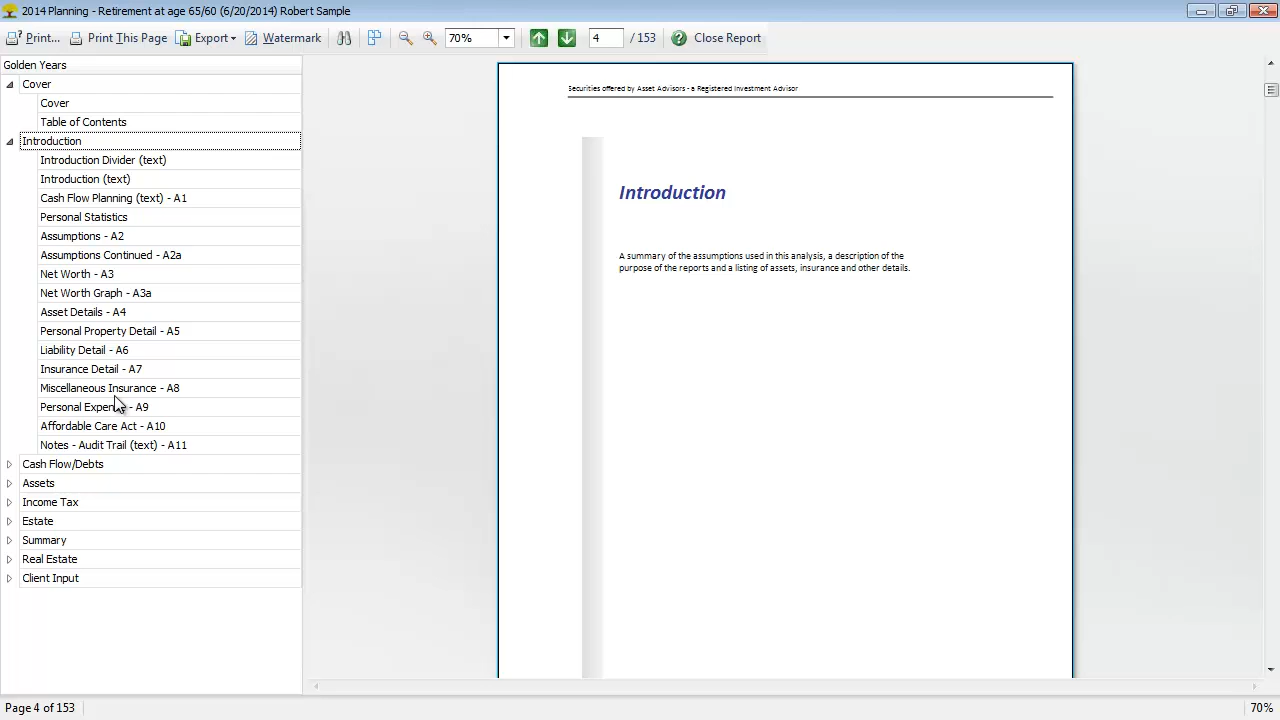 2014 Planning - Retirement at age 65/60 (6/20/2014) Robert Sample
Print... Print This Page Export Watermark 70% 4 / 153 Close Report
Golden Years
Cover
Cover
Table of Contents
Introduction
Introduction Divider (text)
Introduction (text)
Cash Flow Planning (text) - A1
Personal Statistics
Assumptions - A2
Assumptions Continued - A2a
Net Worth - A3
Net Worth Graph - A3a
Asset Details - A4
Personal Property Detail - A5
Liability Detail - A6
Insurance Detail - A7
Miscellaneous Insurance - A8
Personal - A9
Affordable Care Act - A10
Notes - Audit Trail (text) - A11
Cash Flow/Debts
Assets
Income Tax
Estate
Summary
Real Estate
Client Input
Securities offered by Asset Advisors - a Registered Investment Advisor
Introduction
A summary of the assumptions used in this analysis, a description of the
purpose of the reports and a listing of assets, insurance and other details.
Page 4 of 153
70%